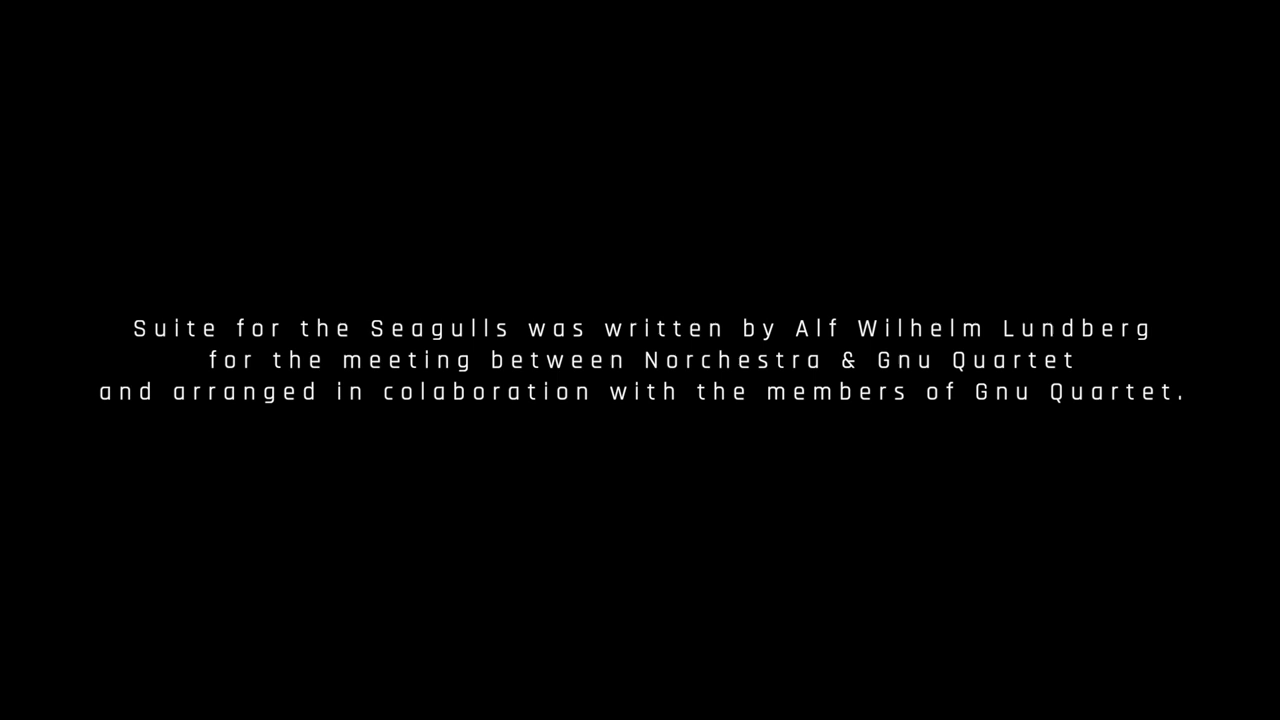 Suite for the Seagulls was written by Alf Wilhelm Lundberg
for the meeting between Norchestra & Gnu Quartet
and arranged in colaboration with the members of Gnu Quartet.